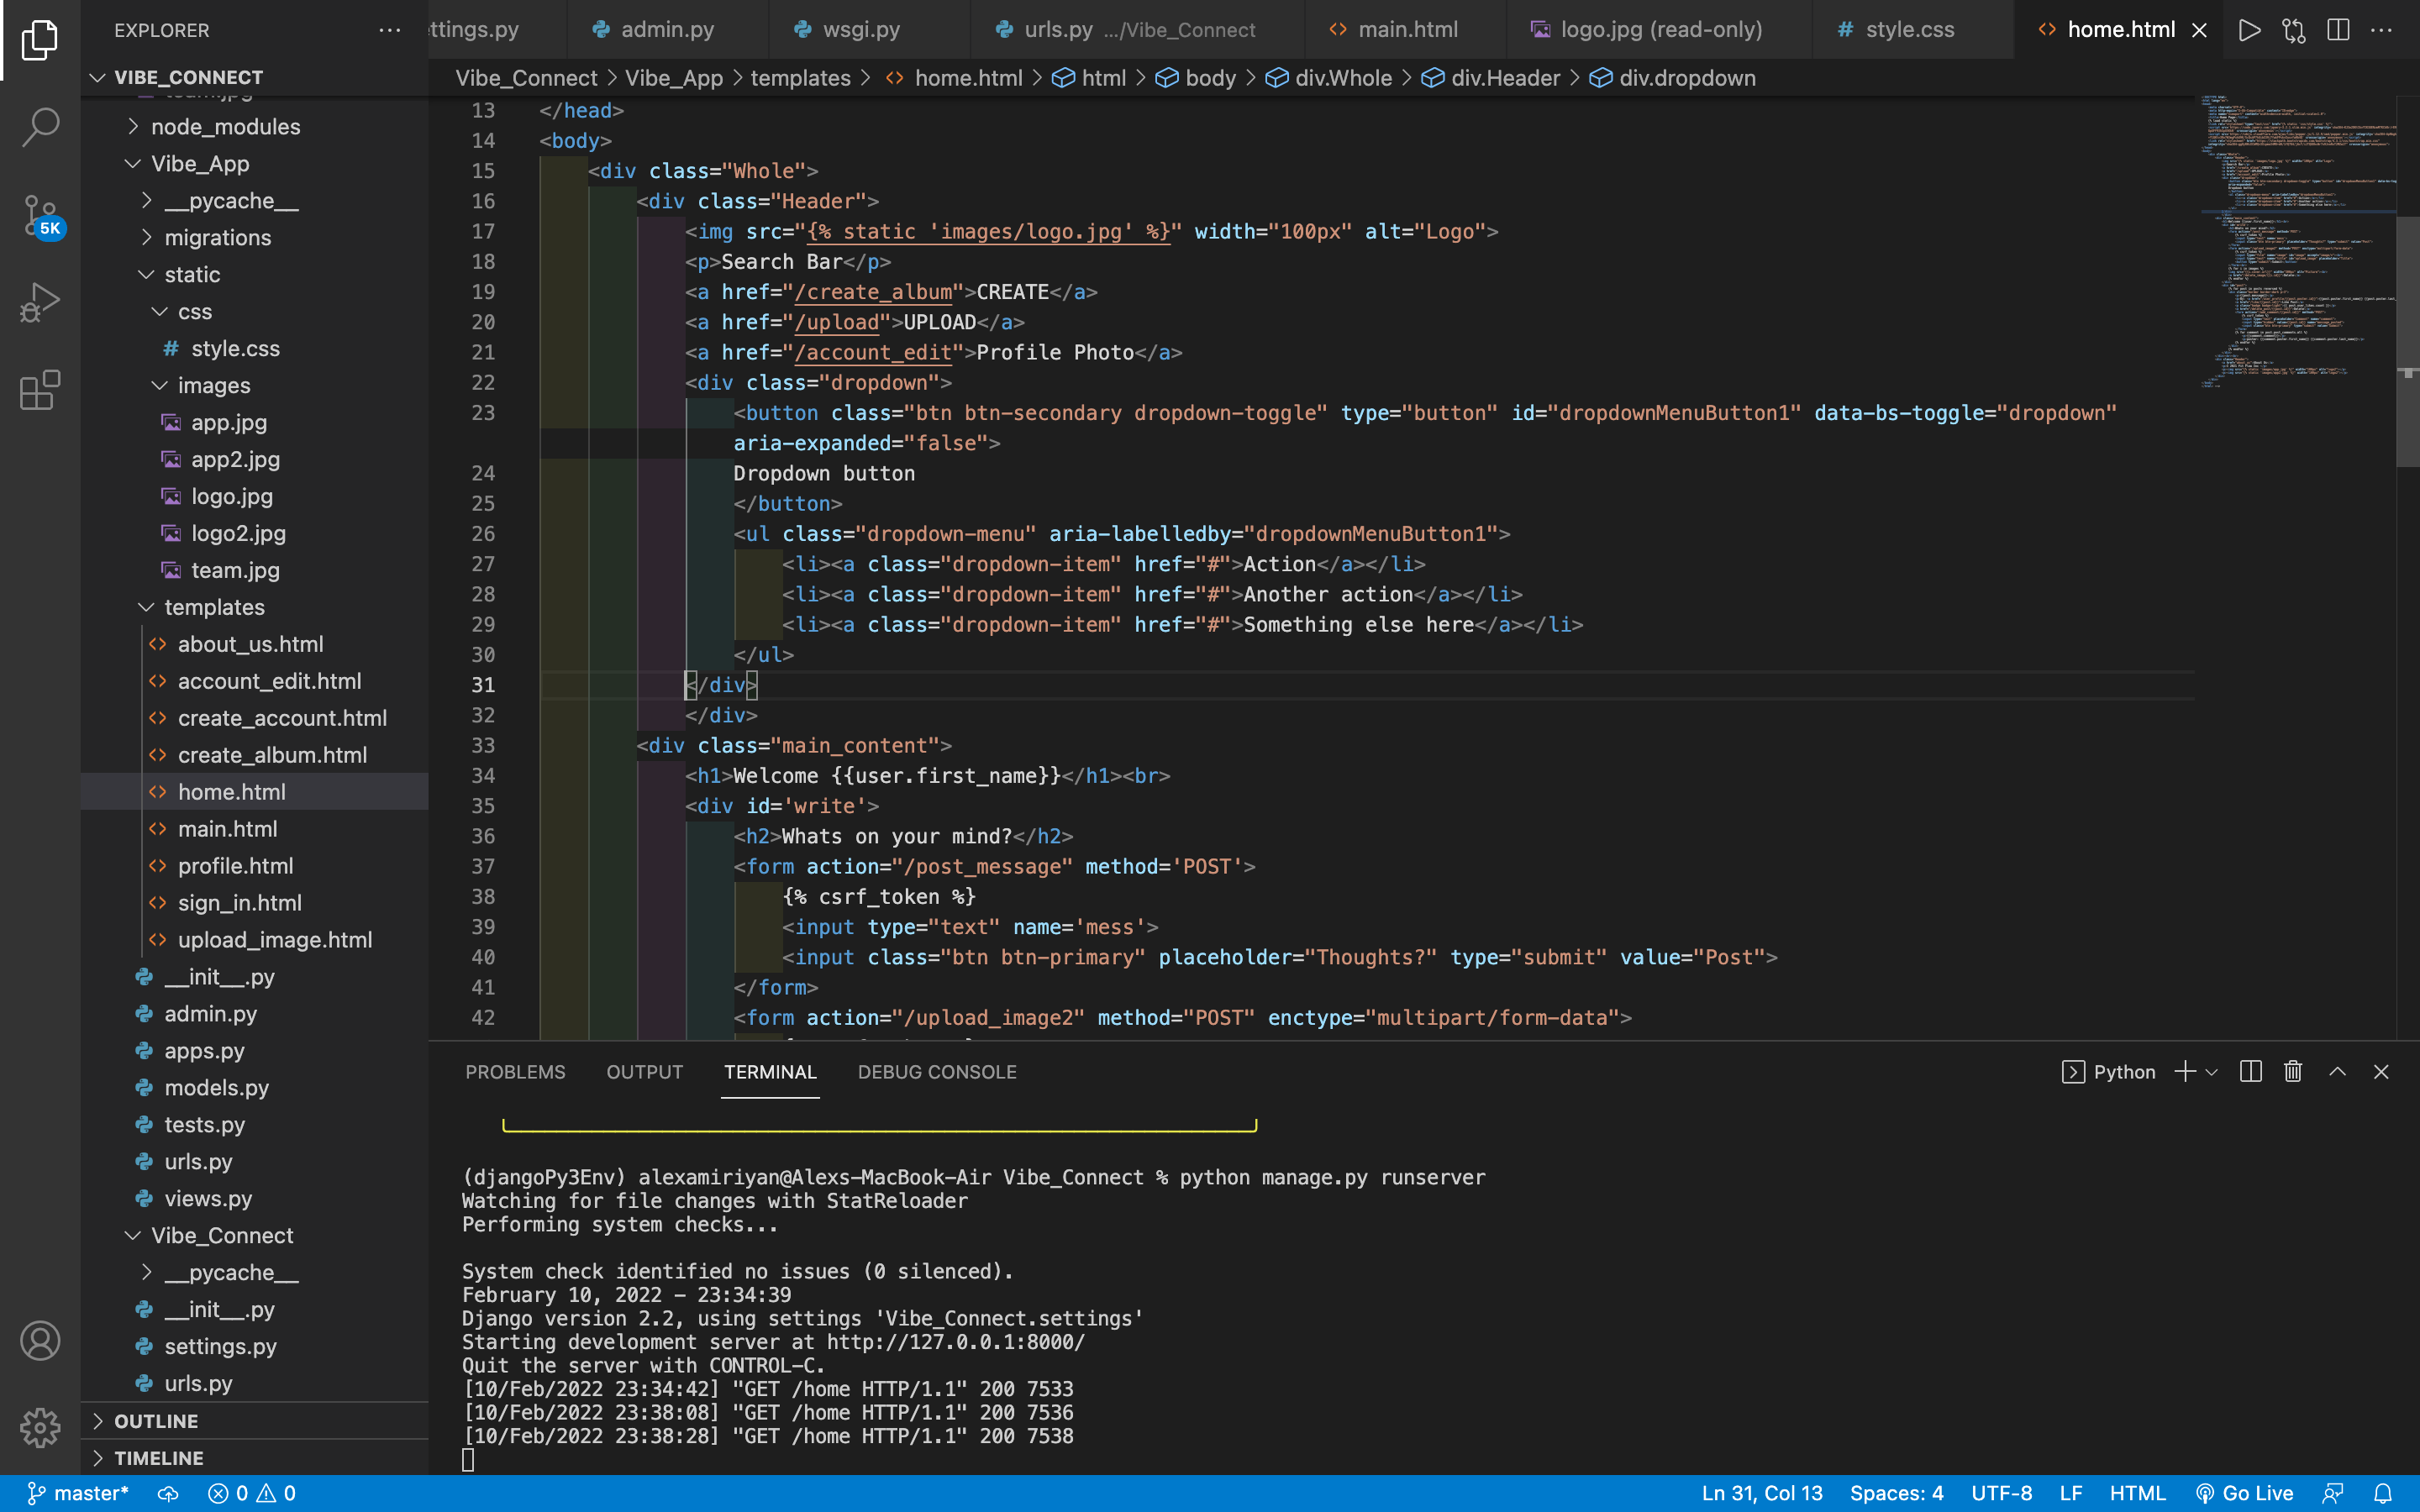 EXPLORER
ttings.py admin.py wsgi.py urls.py .../Vibe_Connect main.html logo.jpg (read-only) style.css home.html
VIBE_CONNECT
Vibe_Connect > Vibe_App > templates > home.html > html > body > div.Whole > div.Header > div.dropdown
node_modules
Vibe_App
__pycache__
migrations
static
css
style.css
images
app.jpg
app2.jpg
logo.jpg
logo2.jpg
team.jpg
templates
about_us.html
account_edit.html
create_account.html
create_album.html
home.html
main.html
profile.html
sign_in.html
upload_image.html
__init__.py
admin.py
apps.py
models.py
tests.py
urls.py
views.py
Vibe_Connect
__pycache__
__init__.py
settings.py
urls.py
OUTLINE
TIMELINE
5K
13 </head>
14 <body>
15 <div class="Whole">
16 <div class="Header">
17 <img src="{% static 'images/logo.jpg' %}" width="100px" alt="Logo">
18 <p>Search Bar</p>
19 <a href="/create_album">CREATE</a>
20 <a href="/upload">UPLOAD</a>
21 <a href="/account_edit">Profile Photo</a>
22 <div class="dropdown">
23 <button class="btn btn-secondary dropdown-toggle" type="button" id="dropdownMenuButton1" data-bs-toggle="dropdown"
aria-expanded="false">
24 Dropdown button
25 </button>
26 <ul class="dropdown-menu" aria-labelledby="dropdownMenuButton1">
27 <li><a class="dropdown-item" href="#">Action</a></li>
28 <li><a class="dropdown-item" href="#">Another action</a></li>
29 <li><a class="dropdown-item" href="#">Something else here</a></li>
30 </ul>
31 </div>
32 </div>
33 <div class="main_content">
34 <h1>Welcome {{user.first_name}}</h1><br>
35 <div id='write'>
36 <h2>Whats on your mind?</h2>
37 <form action="/post_message" method='POST'>
38 {% csrf_token %}
39 <input type="text" name='mess'>
40 <input class="btn btn-primary" placeholder="Thoughts?" type="submit" value="Post">
41 </form>
42 <form action="/upload_image2" method="POST" enctype="multipart/form-data">
PROBLEMS OUTPUT TERMINAL DEBUG CONSOLE Python
(djangoPy3Env) alexamiriyan@Alexs-MacBook-Air Vibe_Connect % python manage.py runserver
Watching for file changes with StatReloader
Performing system checks...
System check identified no issues (0 silenced).
February 10, 2022 - 23:34:39
Django version 2.2, using settings 'Vibe_Connect.settings'
Starting development server at http://127.0.0.1:8000/
Quit the server with CONTROL-C.
[10/Feb/2022 23:34:42] "GET /home HTTP/1.1" 200 7533
[10/Feb/2022 23:38:08] "GET /home HTTP/1.1" 200 7536
[10/Feb/2022 23:38:28] "GET /home HTTP/1.1" 200 7538
master* 0 0 Ln 31, Col 13 Spaces: 4 UTF-8 LF HTML Go Live